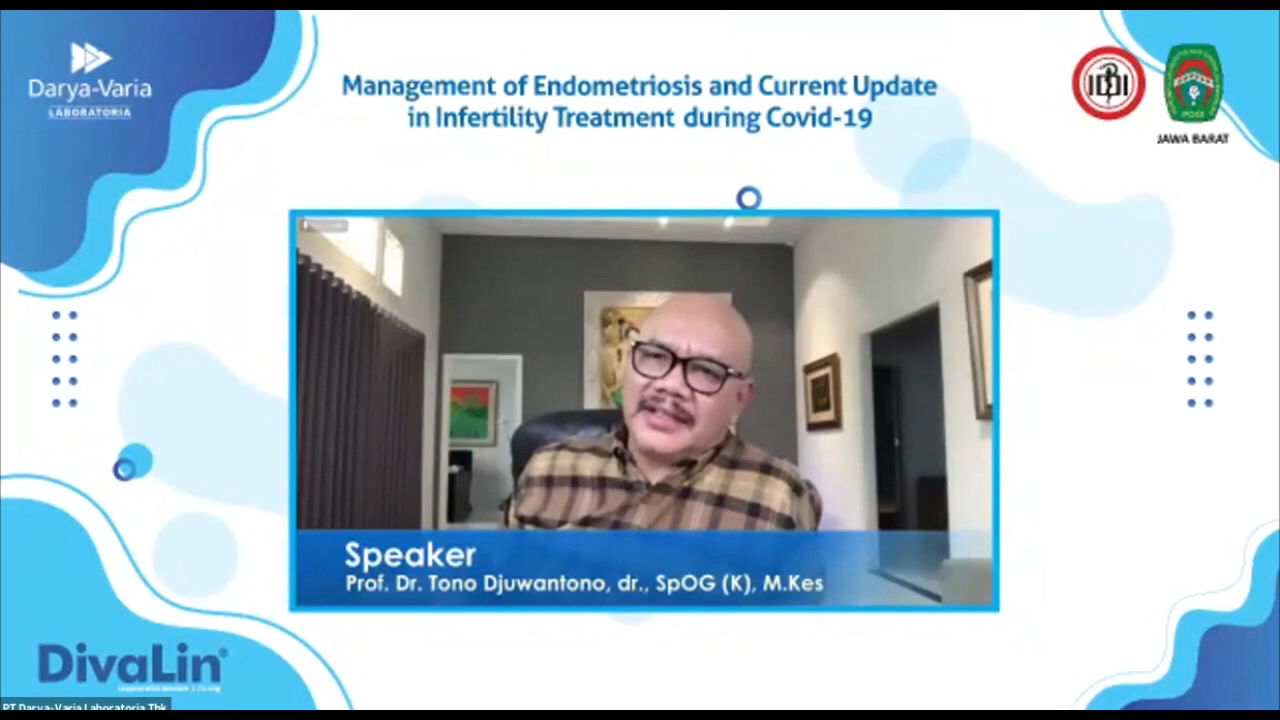 Darya-Varia
LABORATORIA
Management of Endometriosis and Current Update
in Infertility Treatment during Covid-19
IDI
POGI
JAWA BARAT
Speaker
Prof. Dr. Tono Djuwantono, dr., SpOG (K), M.Kes
DivaLin®
PT Darya-Varia Laboratoria Tbk